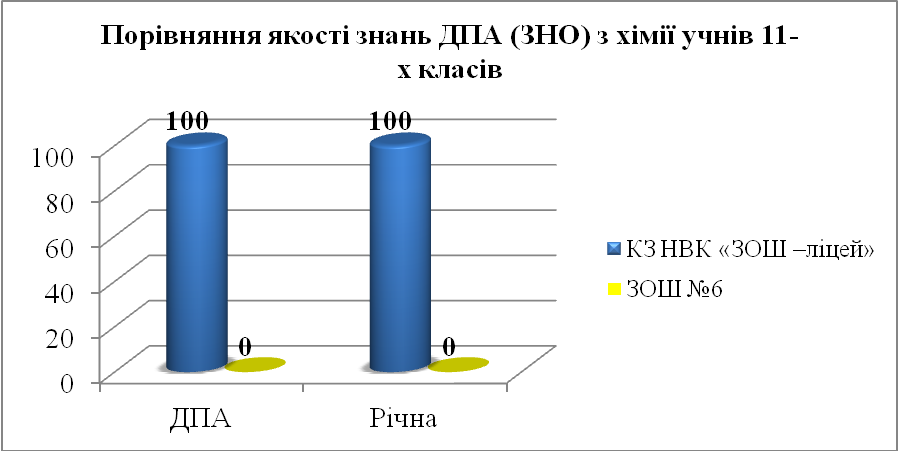 Порівняння якості знань ДПА (ЗНО) з хімії учнів 11-
х класів
100
100
100
80
60
40
20
0
0
0
ДПА
Річна
КЗ НВК «ЗОШ –ліцей»
ЗОШ №6